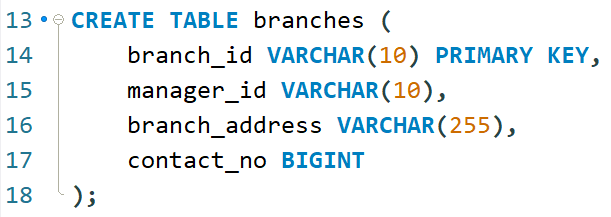 13 CREATE TABLE branches (
14 branch_id VARCHAR(10) PRIMARY KEY,
15 manager_id VARCHAR(10),
16 branch_address VARCHAR(255),
17 contact_no BIGINT
18 );